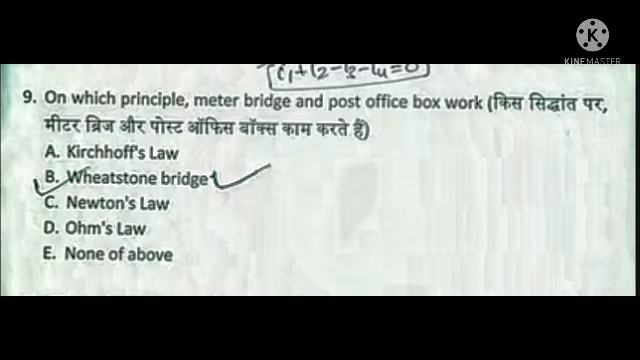 KINEMASTER
i₁+i₂-i₃-i₄=0
9. On which principle, meter bridge and post office box work (किस सिद्धांत पर,
मीटर ब्रिज और पोस्ट ऑफिस बॉक्स काम करते हैं)
A. Kirchhoff's Law
B. Wheatstone bridge
C. Newton's Law
D. Ohm's Law
E. None of above